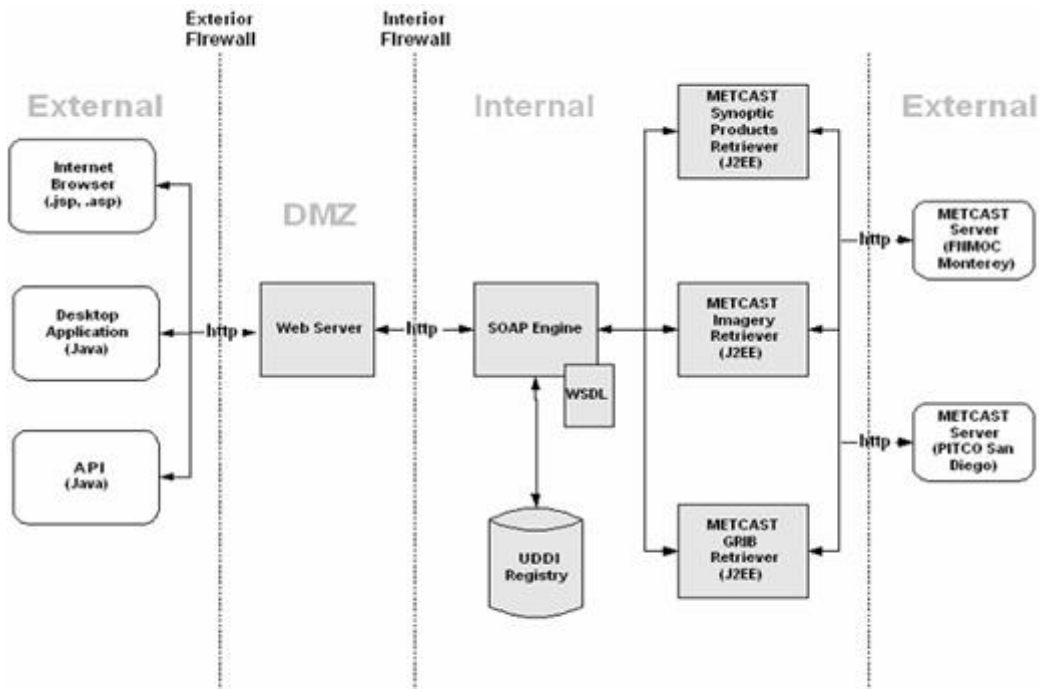 Exterior
Firewall
Interior
Firewall
External
Internal
External
DMZ
Internet
Browser
(.jsp, .asp)
Desktop
Application
(Java)
API
(Java)
http
Web Server
http
SOAP Engine
WSDL
UDDI
Registry
METCAST
Synoptic
Products
Retriever
(J2EE)
METCAST
Imagery
Retriever
(J2EE)
METCAST
GRIB
Retriever
(J2EE)
http
METCAST
Server
(FNMOC
Monterey)
http
METCAST
Server
(PITCO San
Diego)